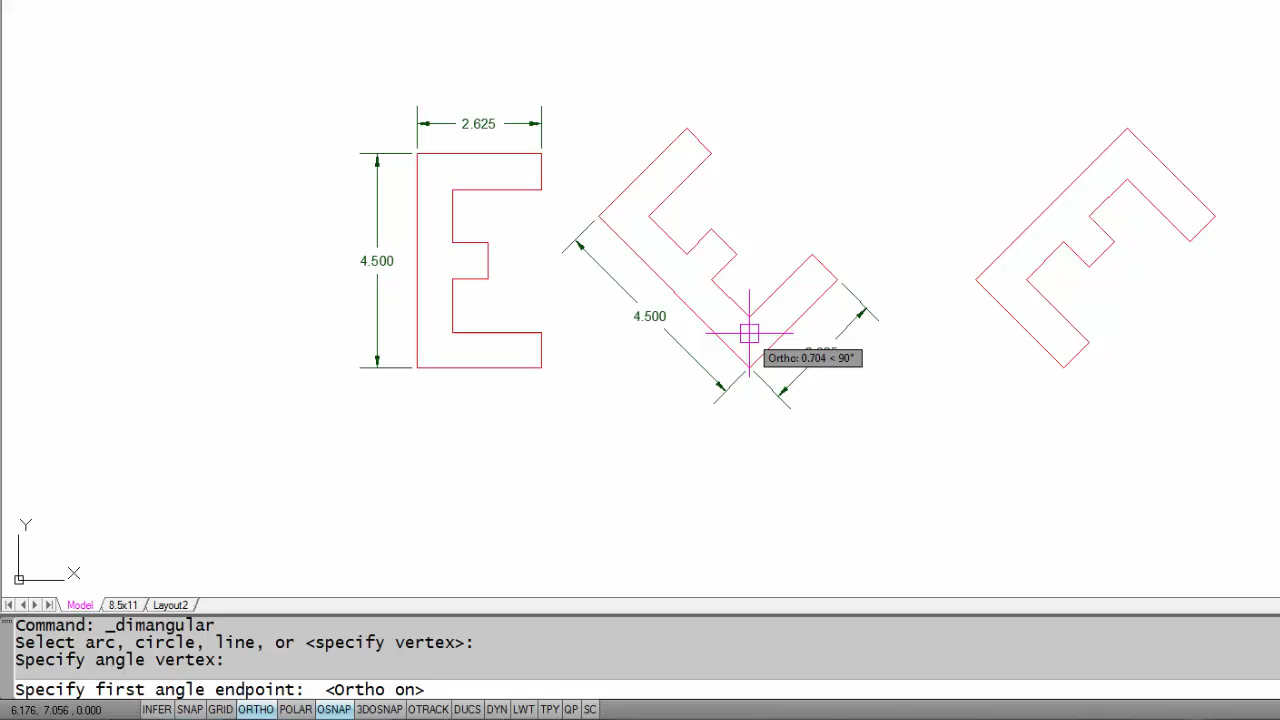 2.625
4.500
4.500
Ortho: 0.704 < 90°
Y
X
Model
8.5x11
Layout2
Command: _dimangular
Select arc, circle, line, or <specify vertex>:
Specify angle vertex:
Specify first angle endpoint: <Ortho on>
6.176, 7.056 , 0.000
INFER SNAP GRID ORTHO POLAR OSNAP 3DOSNAP OTRACK DUCS DYN LWT TPY QP SC